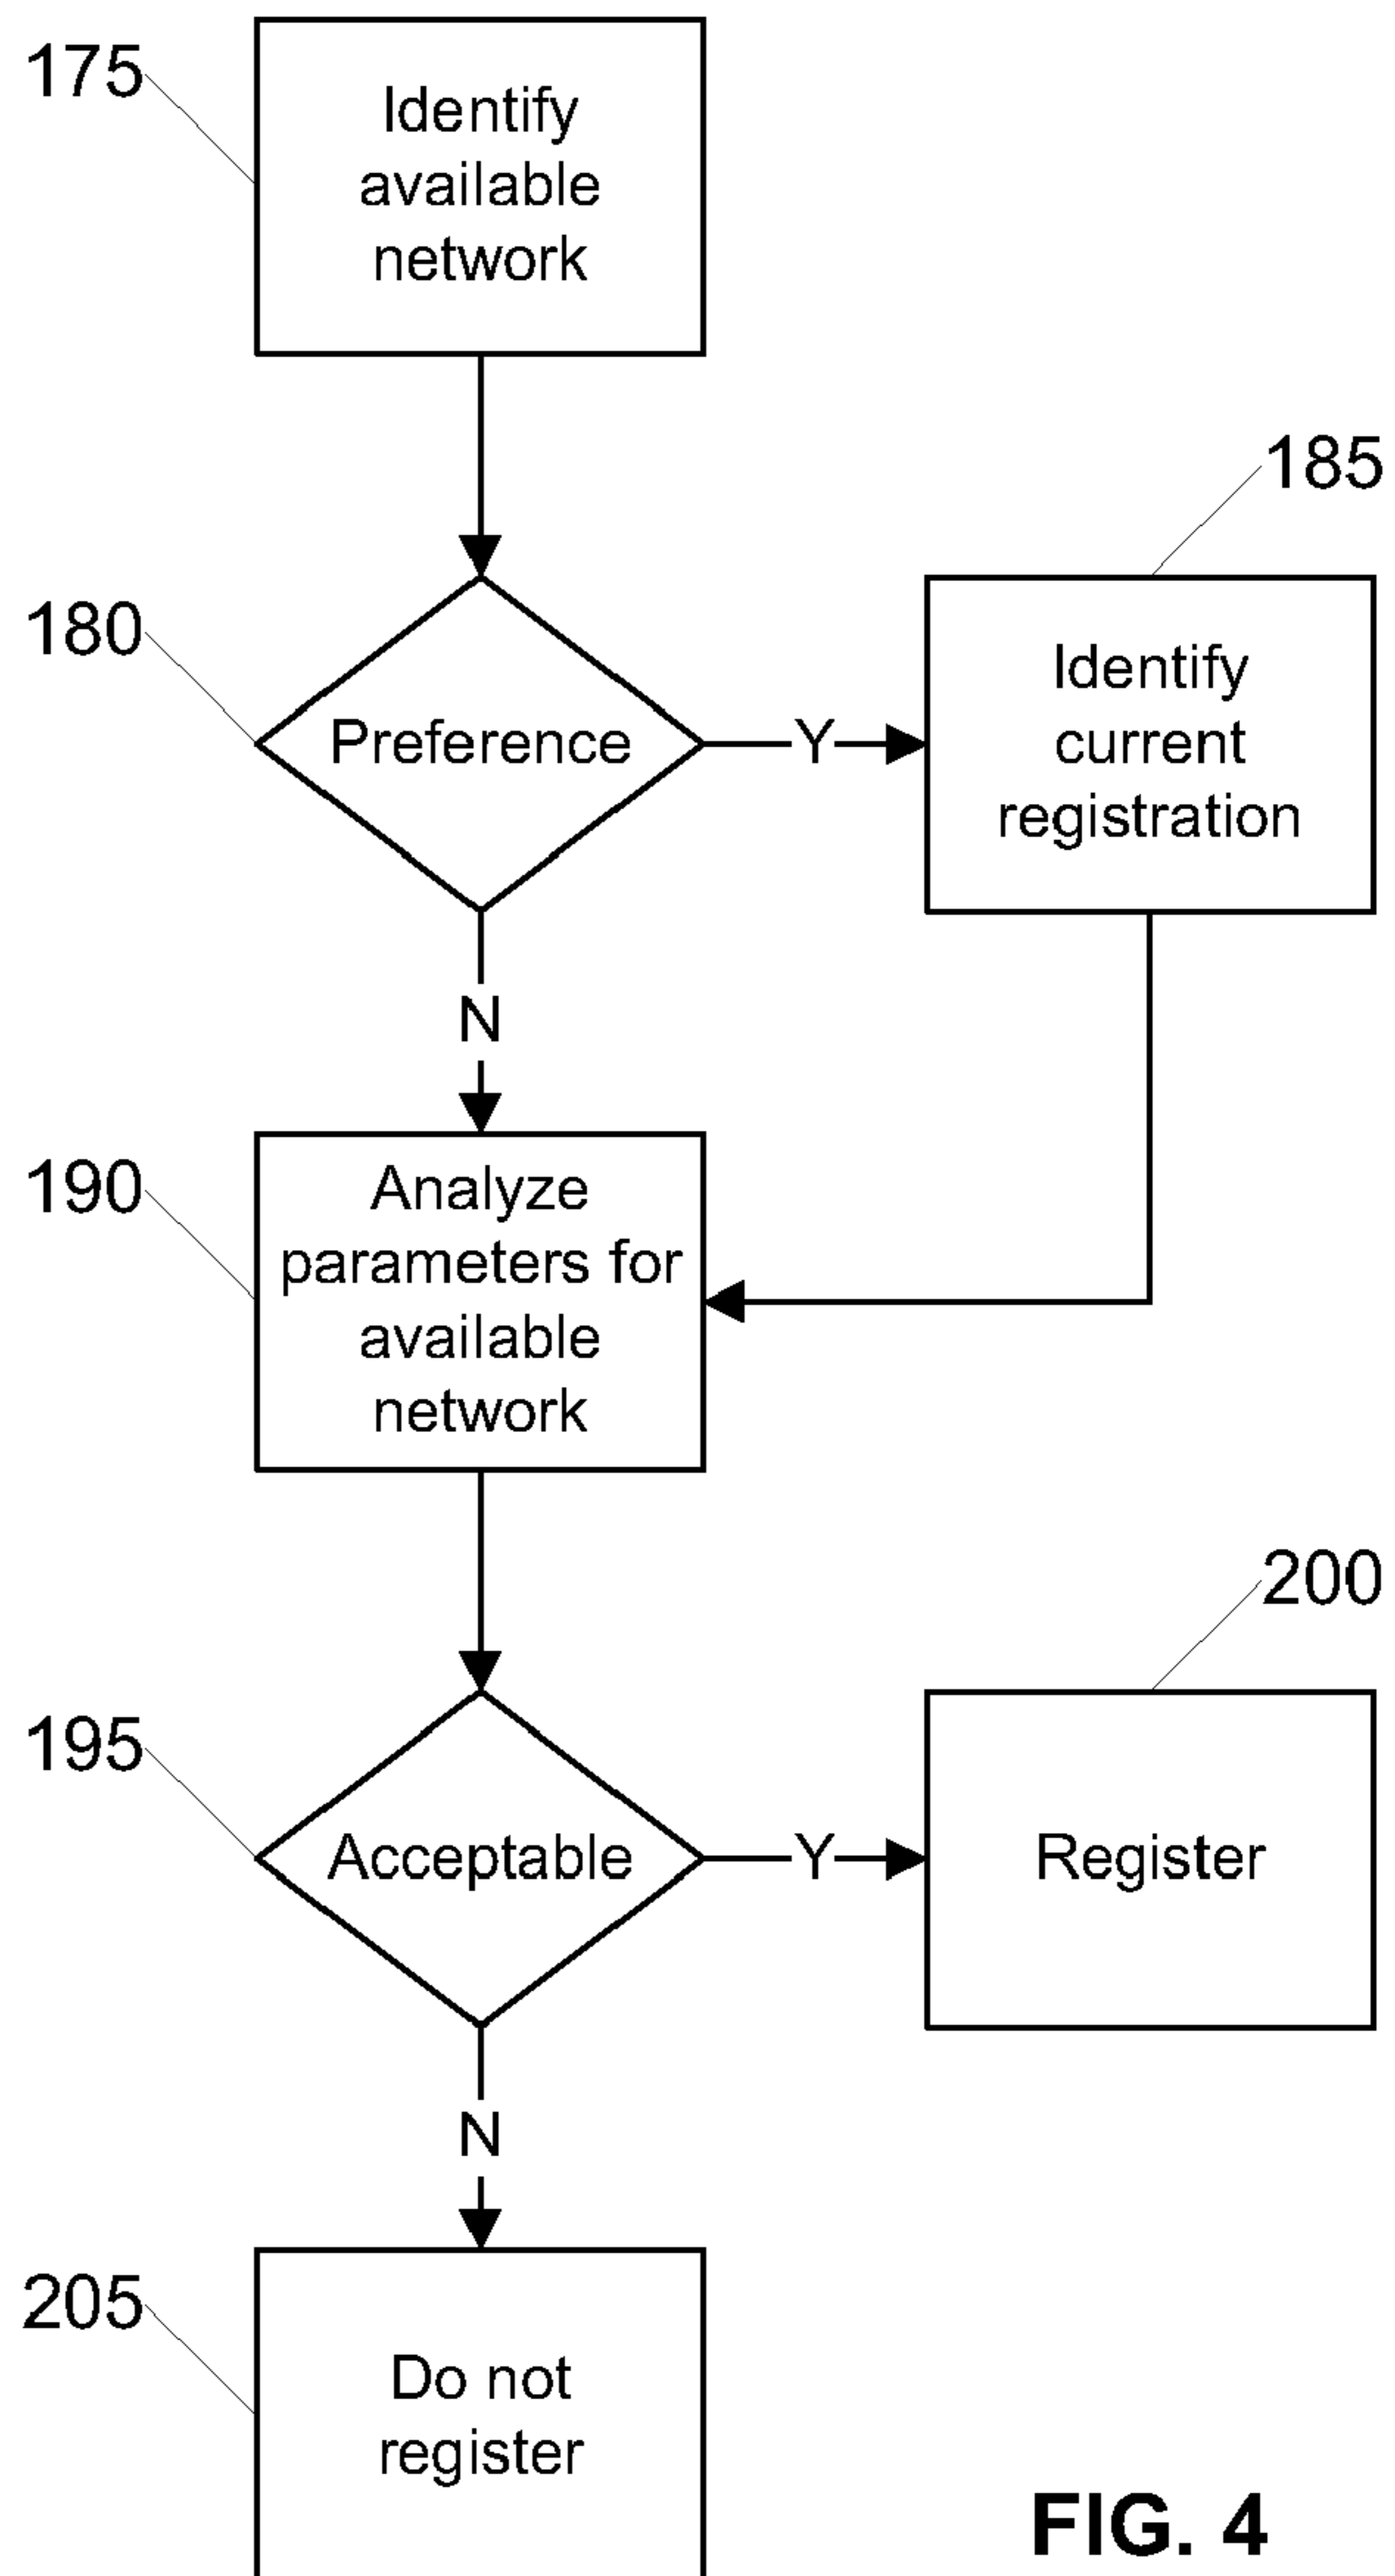 175
Identify
available
network
185
180
Preference
Y
Identify
current
registration
N
190
Analyze
parameters for
available
network
200
195
Acceptable
Y
Register
N
205
Do not
register
FIG. 4